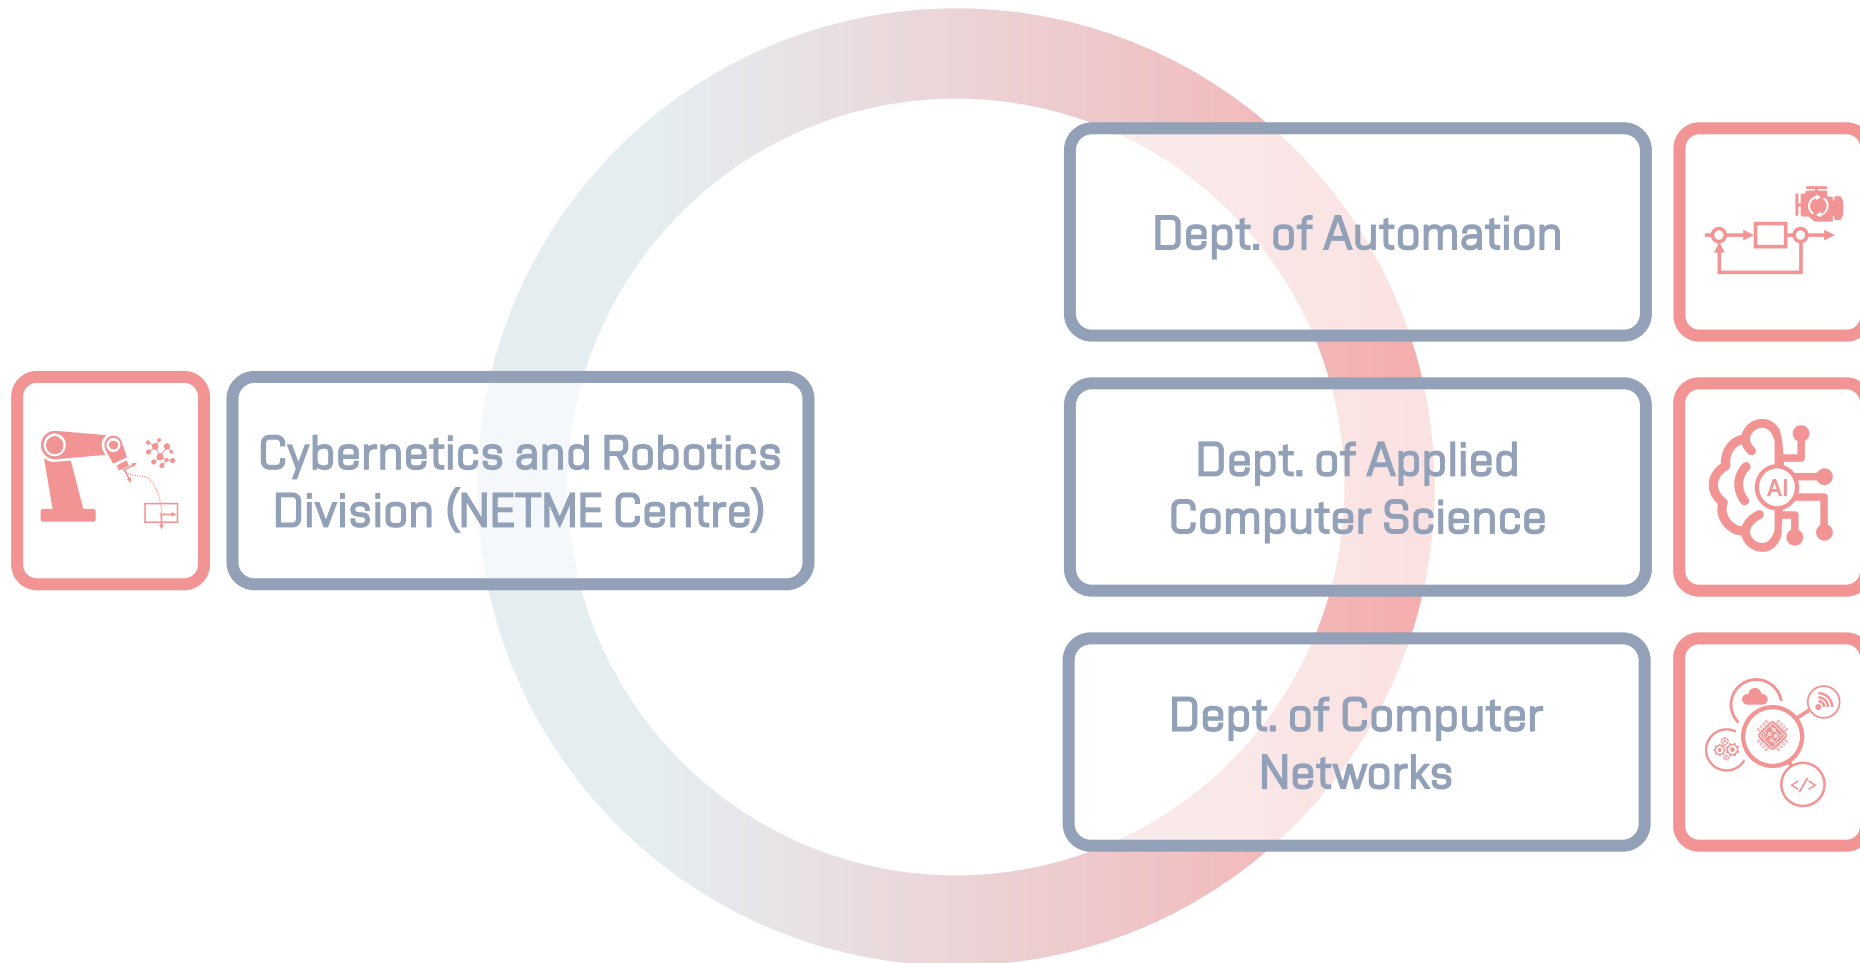 Dept. of Automation
Cybernetics and Robotics
Division (NETME Centre)
Dept. of Applied
Computer Science
AI
Dept. of Computer
Networks
</>